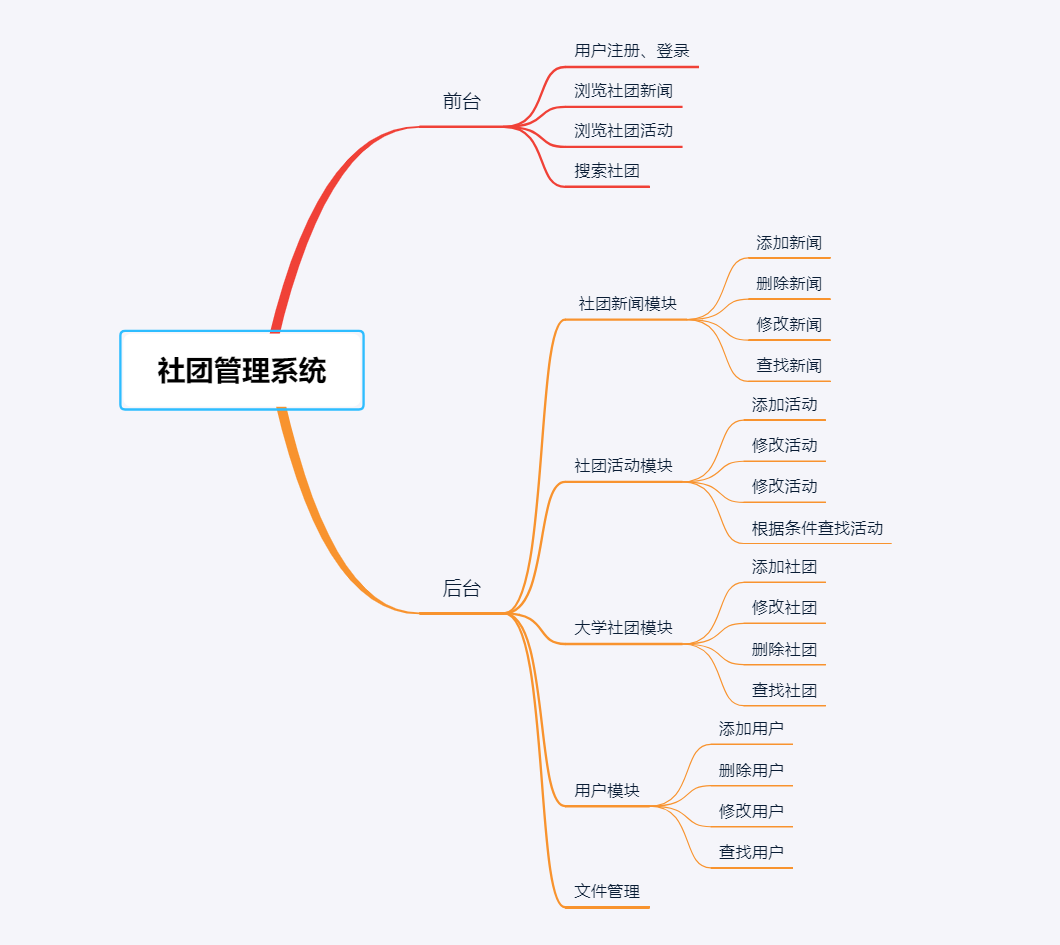 社团管理系统
前台
用户注册、登录
浏览社团新闻
浏览社团活动
搜索社团
后台
社团新闻模块
添加新闻
删除新闻
修改新闻
查找新闻
社团活动模块
添加活动
修改活动
修改活动
根据条件查找活动
大学社团模块
添加社团
修改社团
删除社团
查找社团
用户模块
添加用户
删除用户
修改用户
查找用户
文件管理